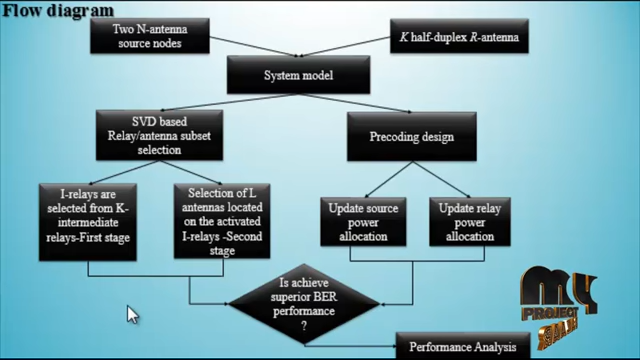 Flow diagram
Two N-antenna
source nodes
K half-duplex R-antenna
System model
SVD based
Relay/antenna subset
selection
Precoding design
I-relays are
selected from K-
intermediate
relays-First stage
Selection of L
antennas located
on the activated
I-relays -Second
stage
Update source
power
allocation
Update relay
power
allocation
Is achieve
superior BER
performance
?
MY
PROJECT
Performance Analysis